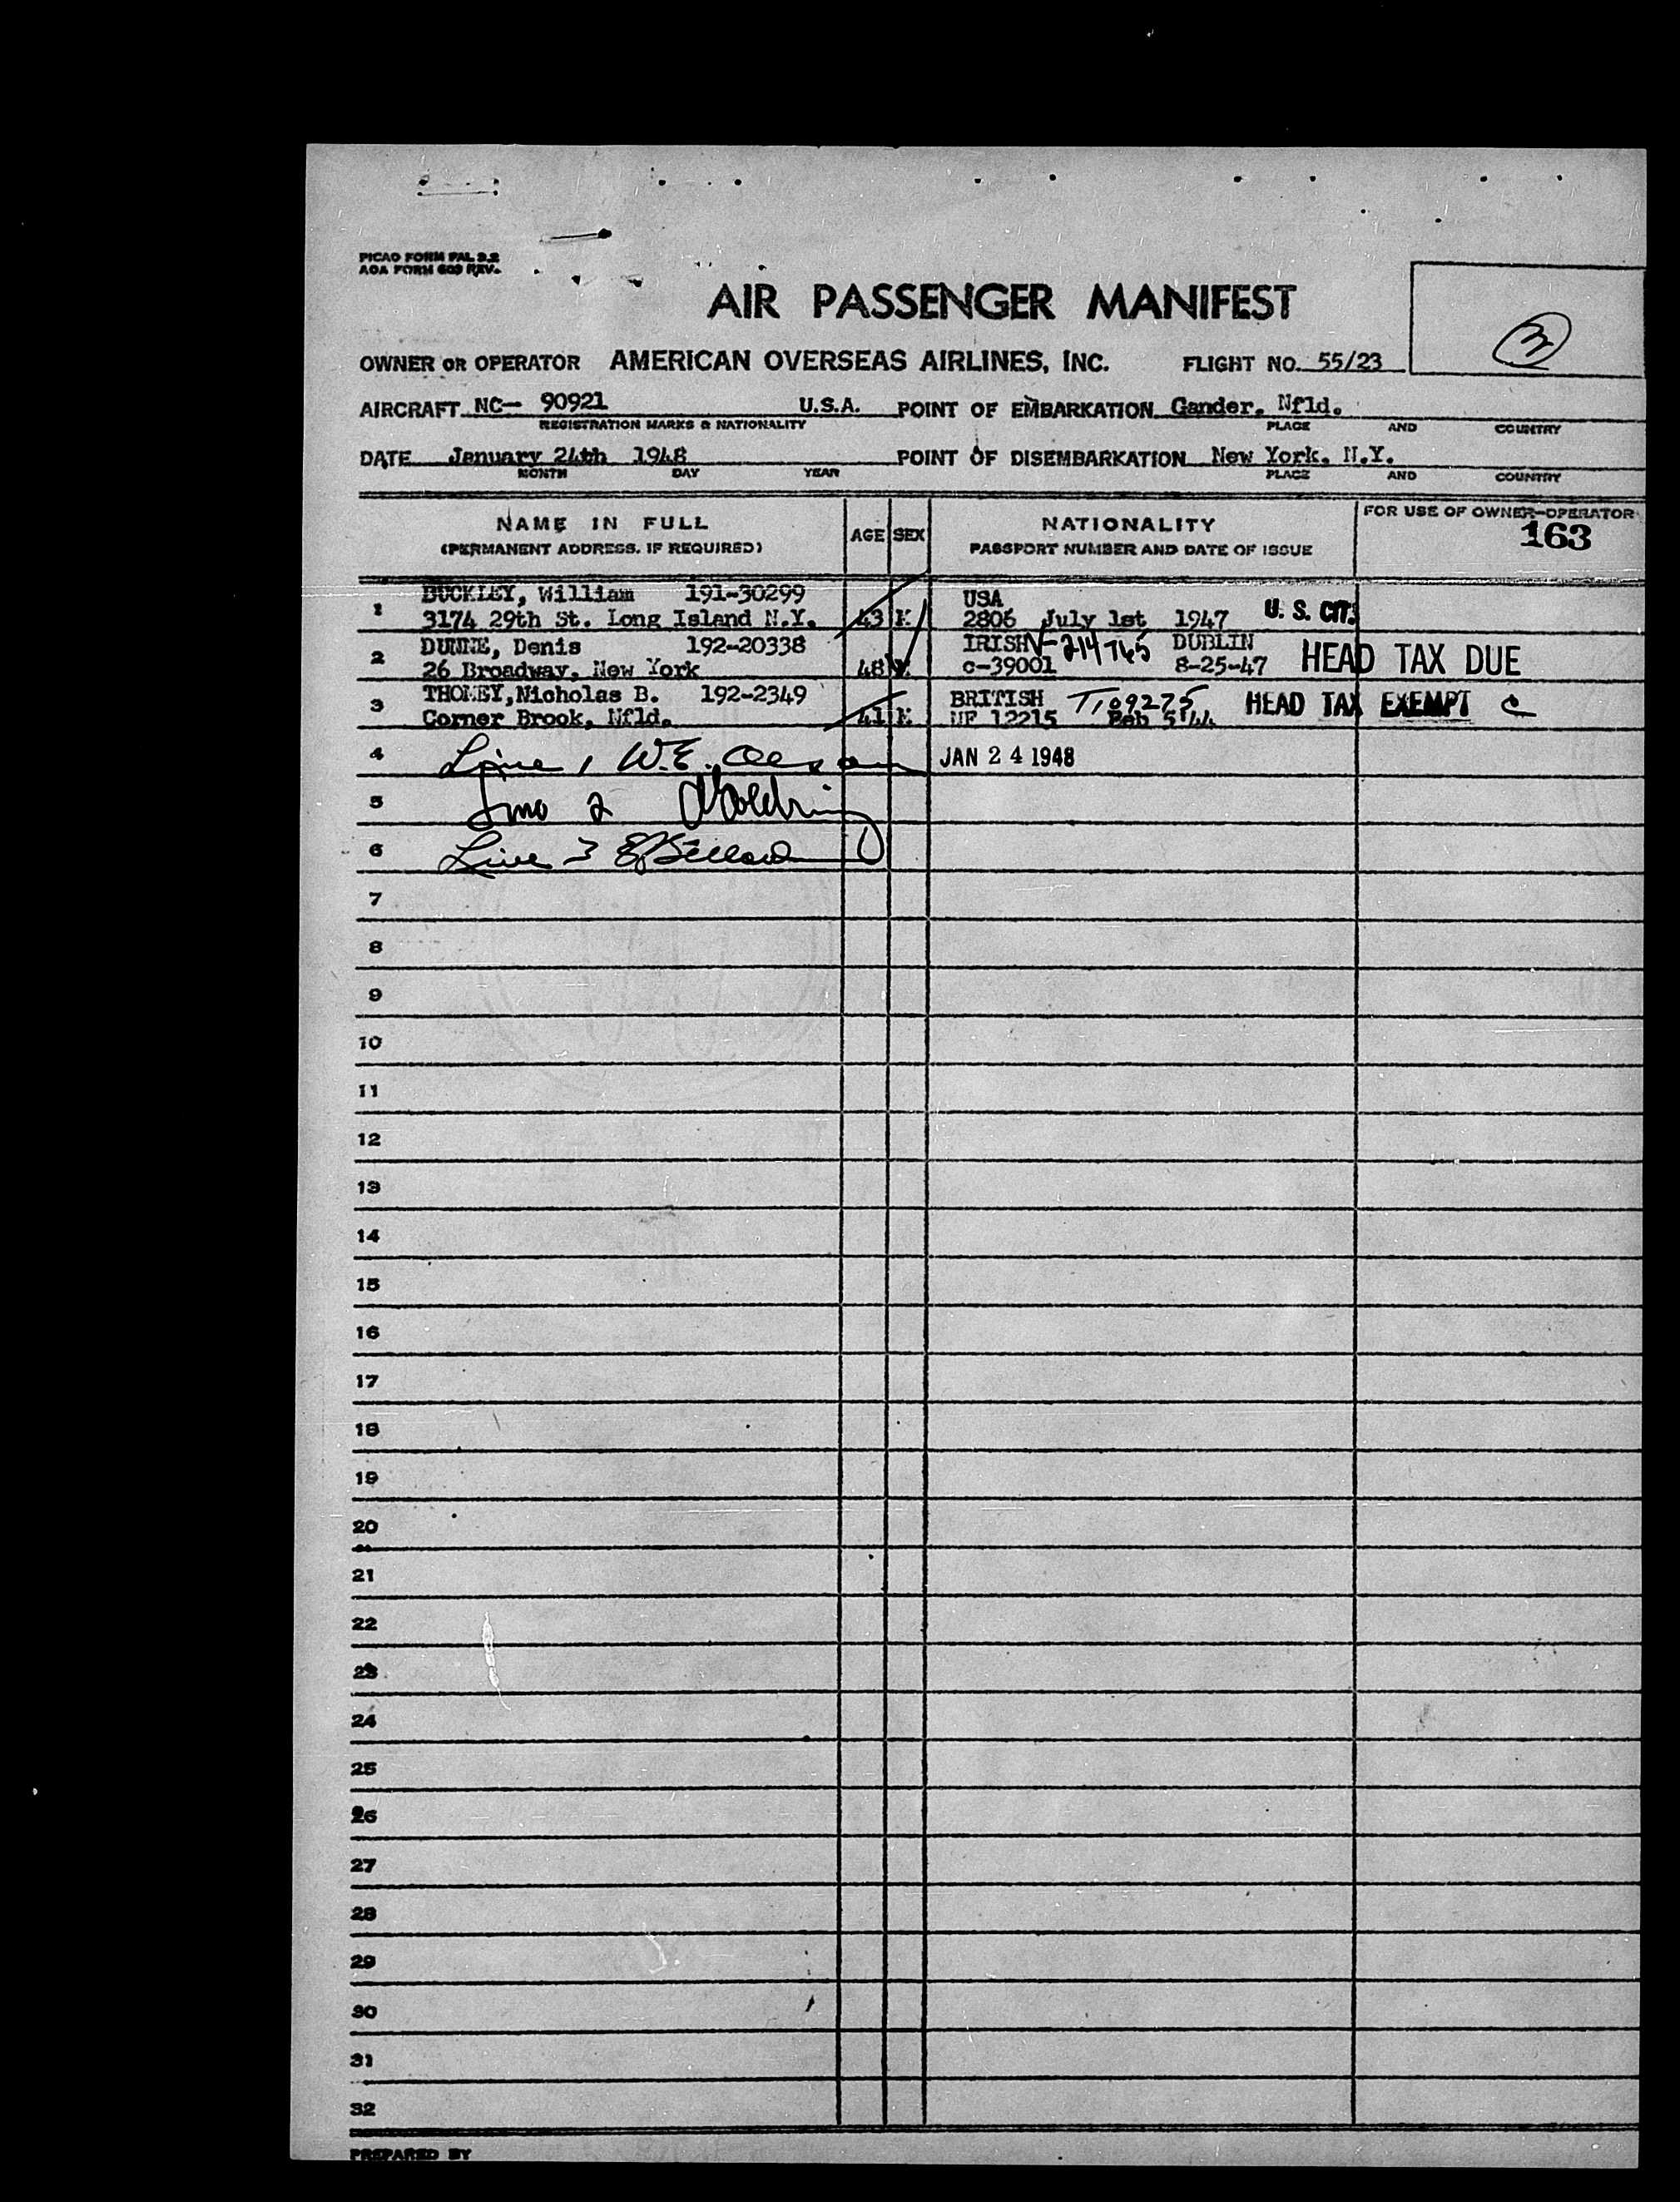 PICAO FORM PAL 2.2
AOA FORM 609 REV.
AIR PASSENGER MANIFEST
3
OWNER OR OPERATOR AMERICAN OVERSEAS AIRLINES, INC. FLIGHT NO. 55/23
AIRCRAFT NC- 90921 U.S.A. POINT OF EMBARKATION Gander, Nfld.
REGISTRATION MARKS & NATIONALITY PLACE AND COUNTRY
DATE January 24th 1948 POINT OF DISEMBARKATION New York, N.Y.
MONTH DAY YEAR PLACE AND COUNTRY
NAME IN FULL AGE SEX NATIONALITY FOR USE OF OWNER-OPERATOR
(PERMANENT ADDRESS, IF REQUIRED) PASSPORT NUMBER AND DATE OF ISSUE 163
1 BUCKLEY, William 191-30299 USA
3174 29th St. Long Island N.Y. 43 M 2806 July 1st 1947 U. S. CIT.
2 DUNNE, Denis 192-20338 IRISH V-214765 DUBLIN
26 Broadway, New York 48 M c-39001 8-25-47 HEAD TAX DUE
3 THOMEY, Nicholas B. 192-2349 BRITISH T, 109275 HEAD TAX EXEMPT C
Corner Brook, Nfld. 41 M NF 12215 Feb 5 '44
4 Line 1 W.E. JAN 24 1948
5 2
6 Line 3
7
8
9
10
11
12
13
14
15
16
17
18
19
20
21
22
23
24
25
26
27
28
29
30
31
32
PREPARED BY